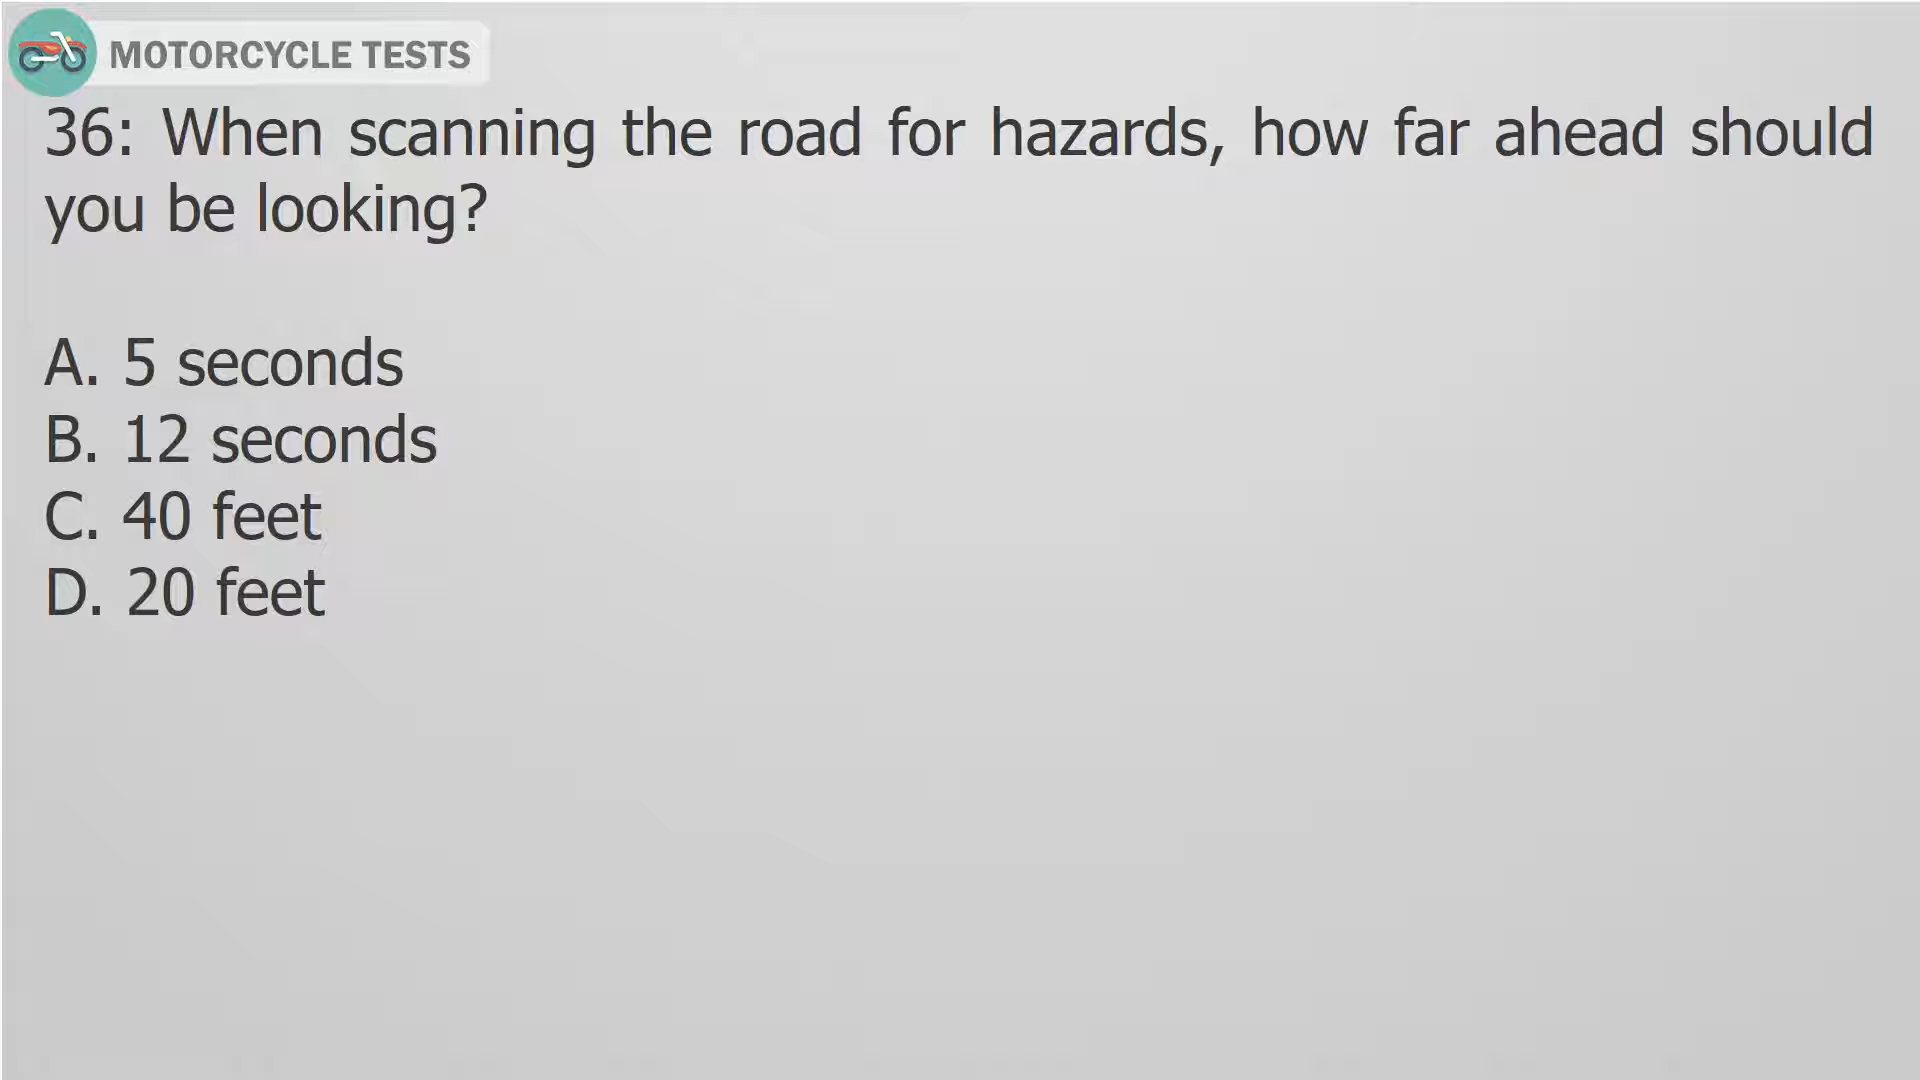 MOTORCYCLE TESTS
36: When scanning the road for hazards, how far ahead should
you be looking?
A. 5 seconds
B. 12 seconds
C. 40 feet
D. 20 feet